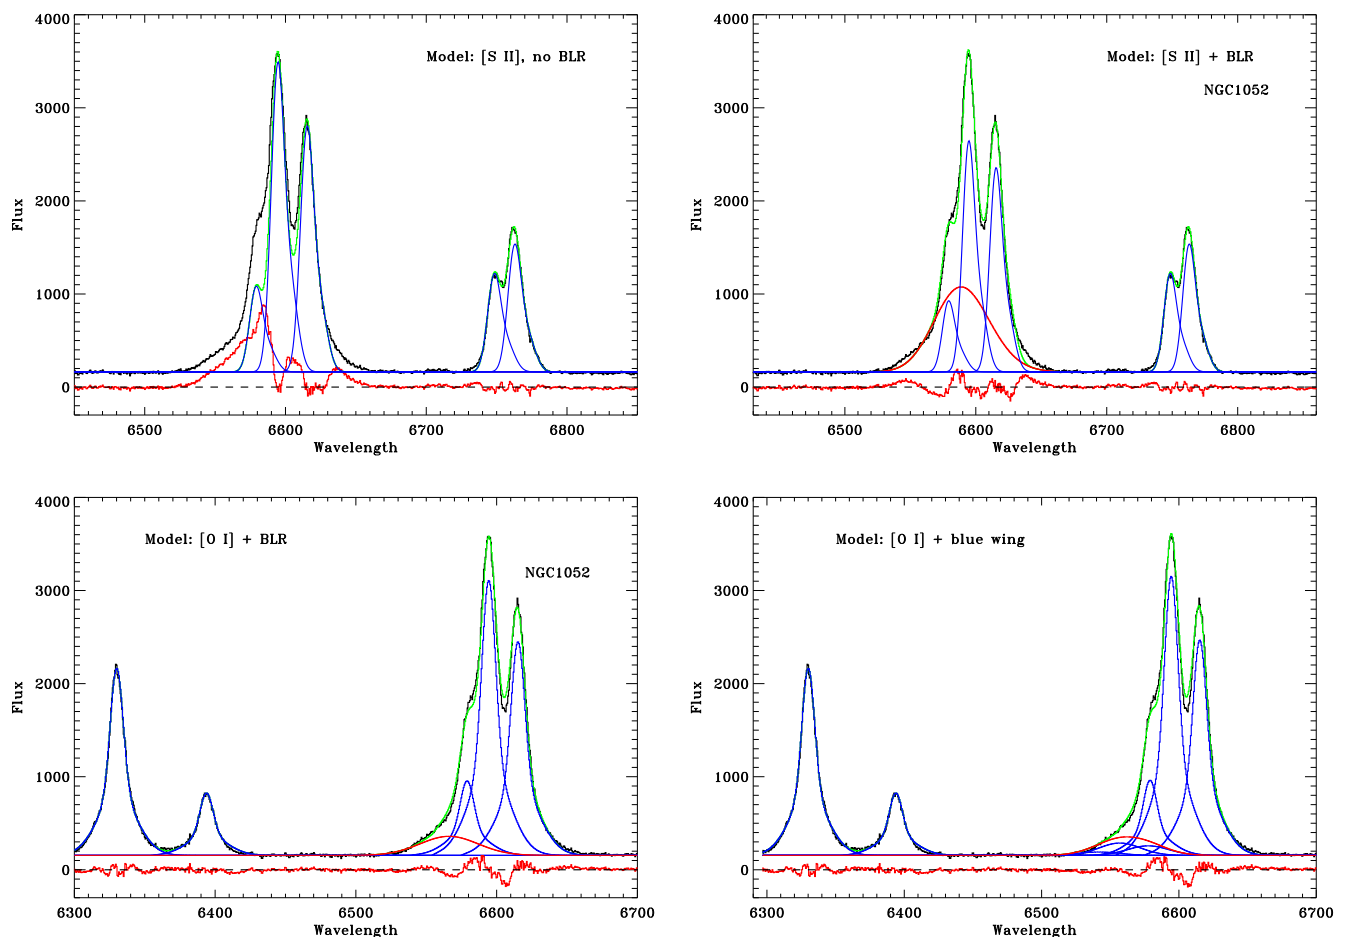 4000
Model: [S II], no BLR
3000
2000
Flux
1000
0
6500 6600 6700 6800
Wavelength
4000
Model: [S II] + BLR
NGC1052
3000
2000
Flux
1000
0
6500 6600 6700 6800
Wavelength
4000
Model: [O I] + BLR
NGC1052
3000
2000
Flux
1000
0
6300 6400 6500 6600 6700
Wavelength
4000
Model: [O I] + blue wing
3000
2000
Flux
1000
0
6300 6400 6500 6600 6700
Wavelength